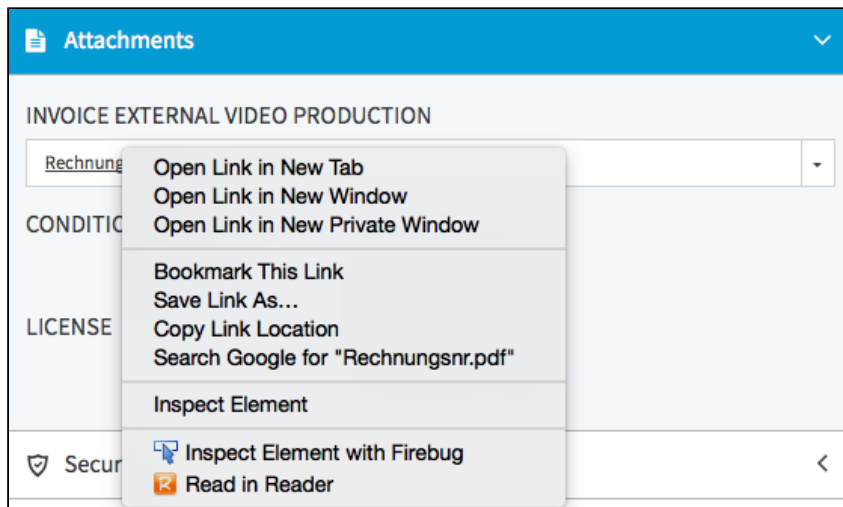 Attachments
INVOICE EXTERNAL VIDEO PRODUCTION
Rechnung
Open Link in New Tab
Open Link in New Window
Open Link in New Private Window
CONDITIC
Bookmark This Link
Save Link As...
LICENSE
Copy Link Location
Search Google for "Rechnungsnr.pdf"
Inspect Element
Inspect Element with Firebug
Secur
Read in Reader